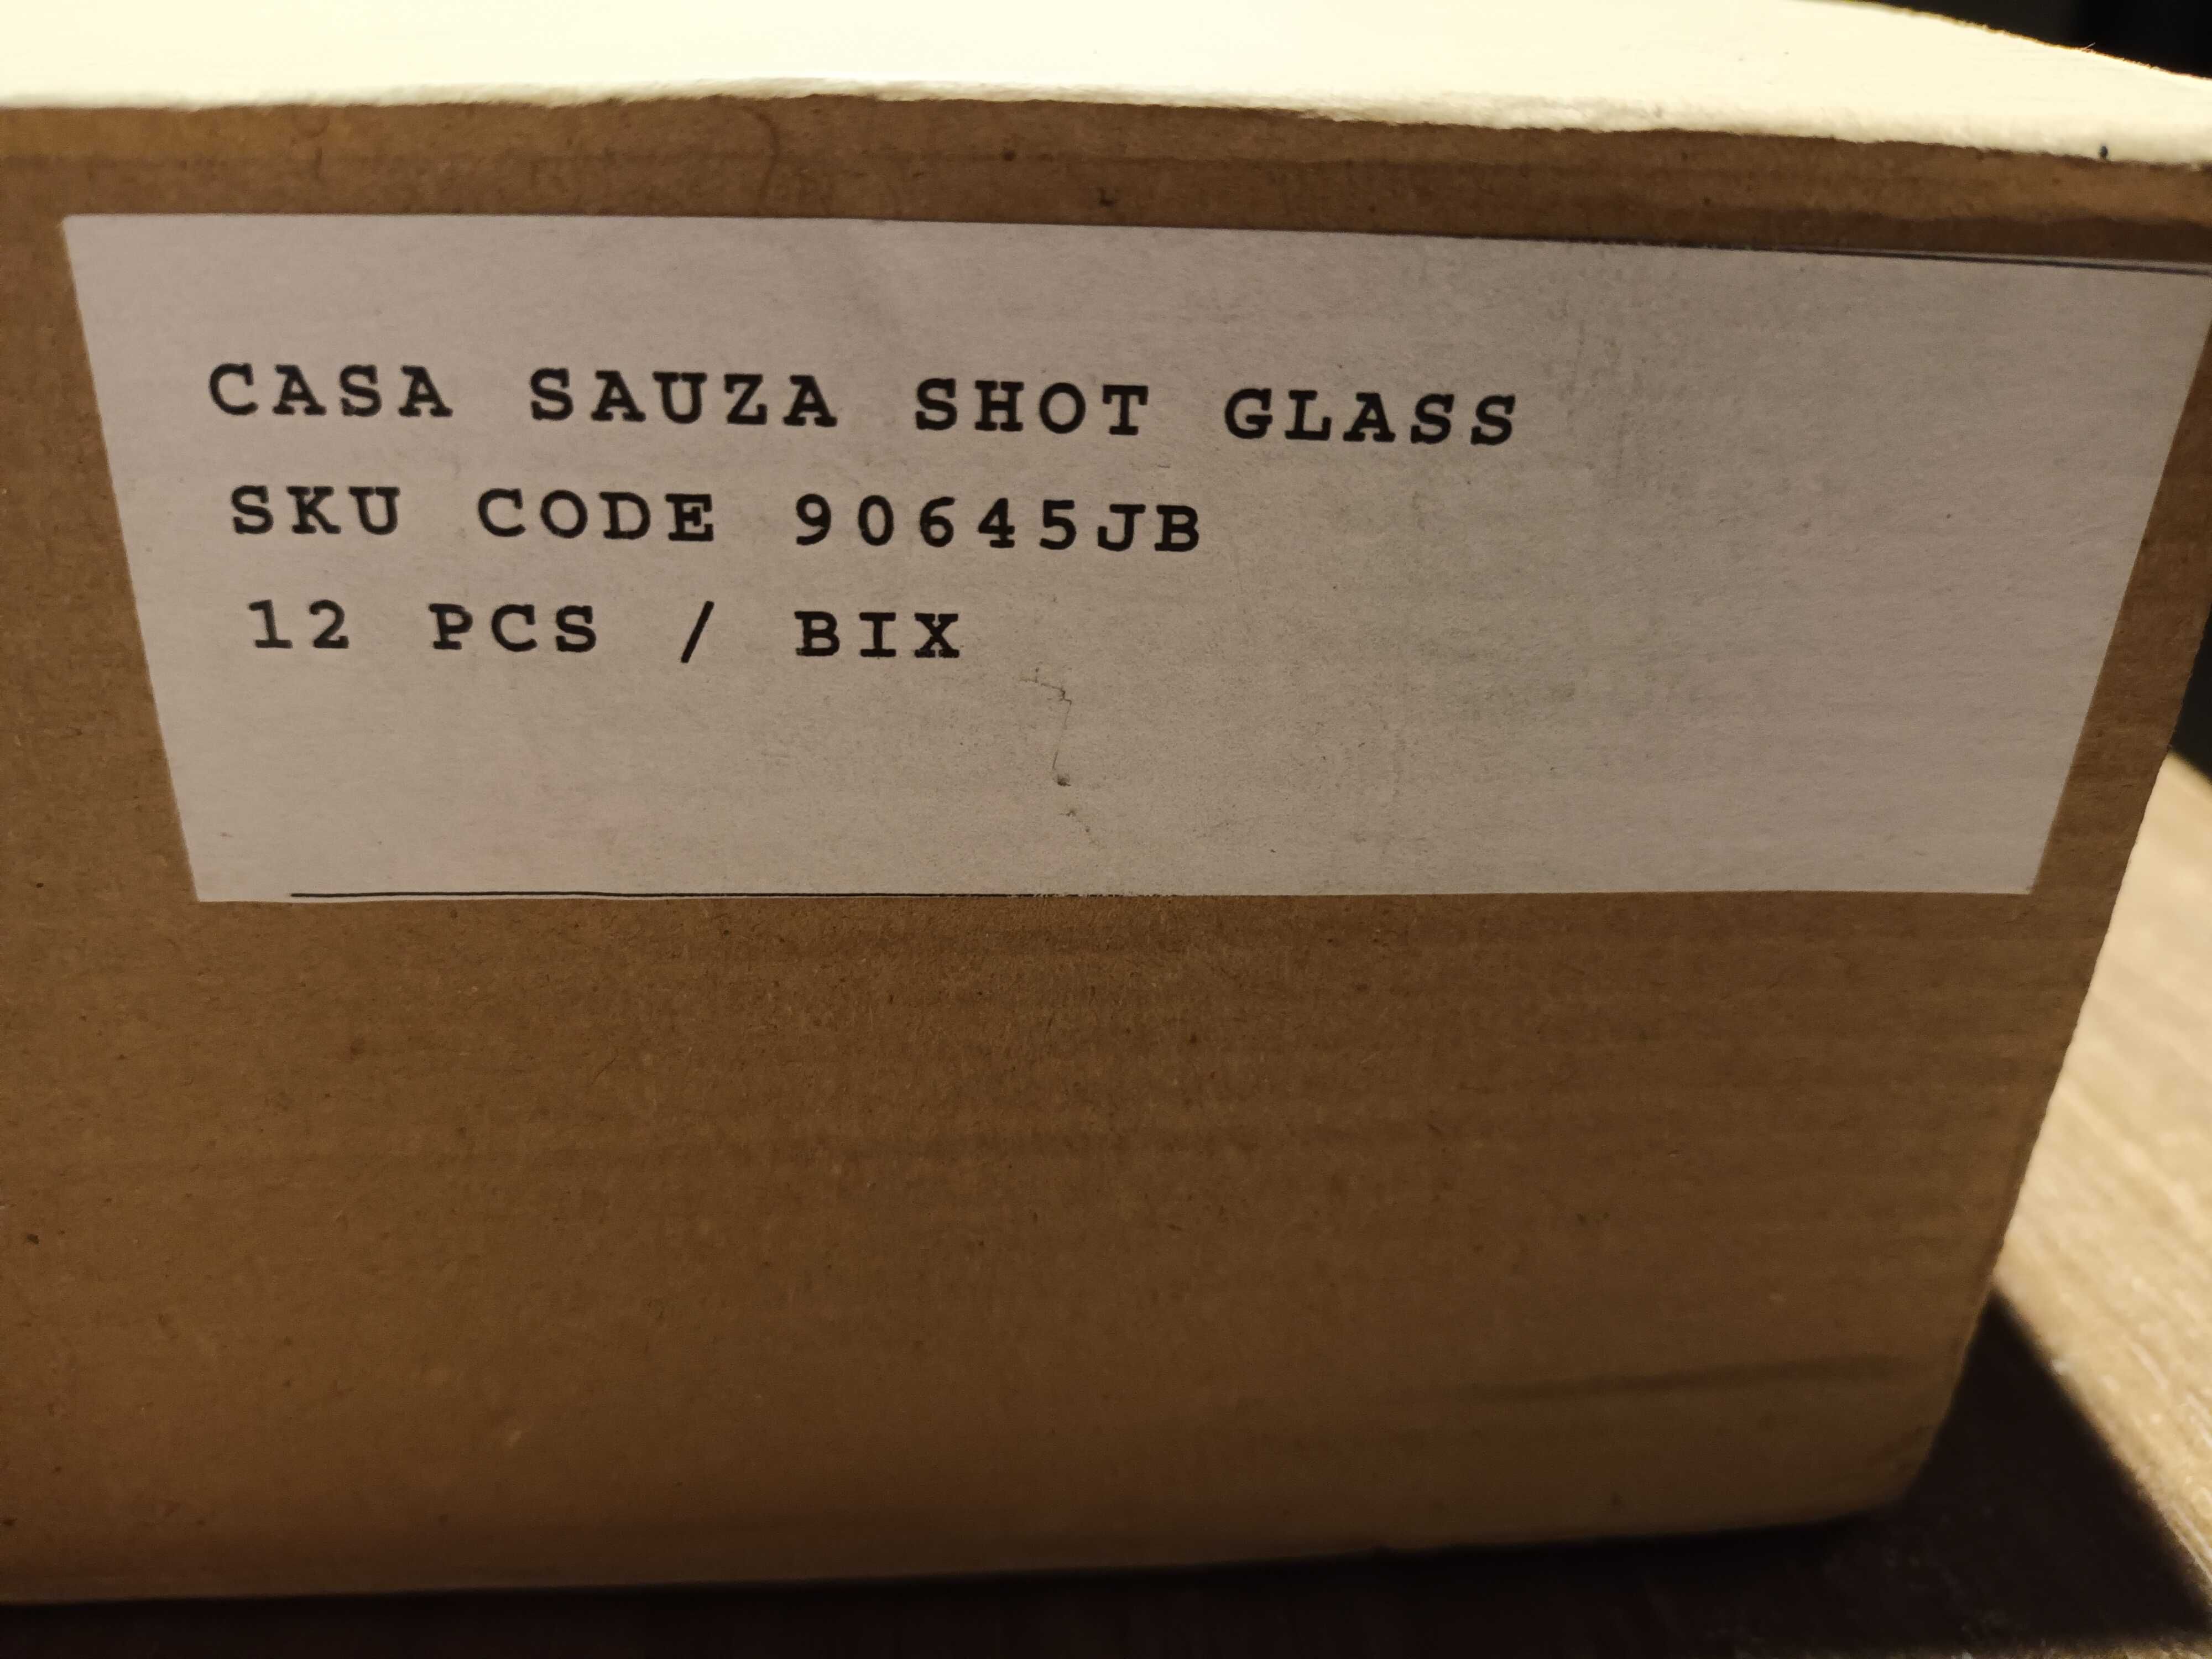 CASA SAUZA SHOT GLASS
SKU CODE 90645JB
12 PCS / BIX